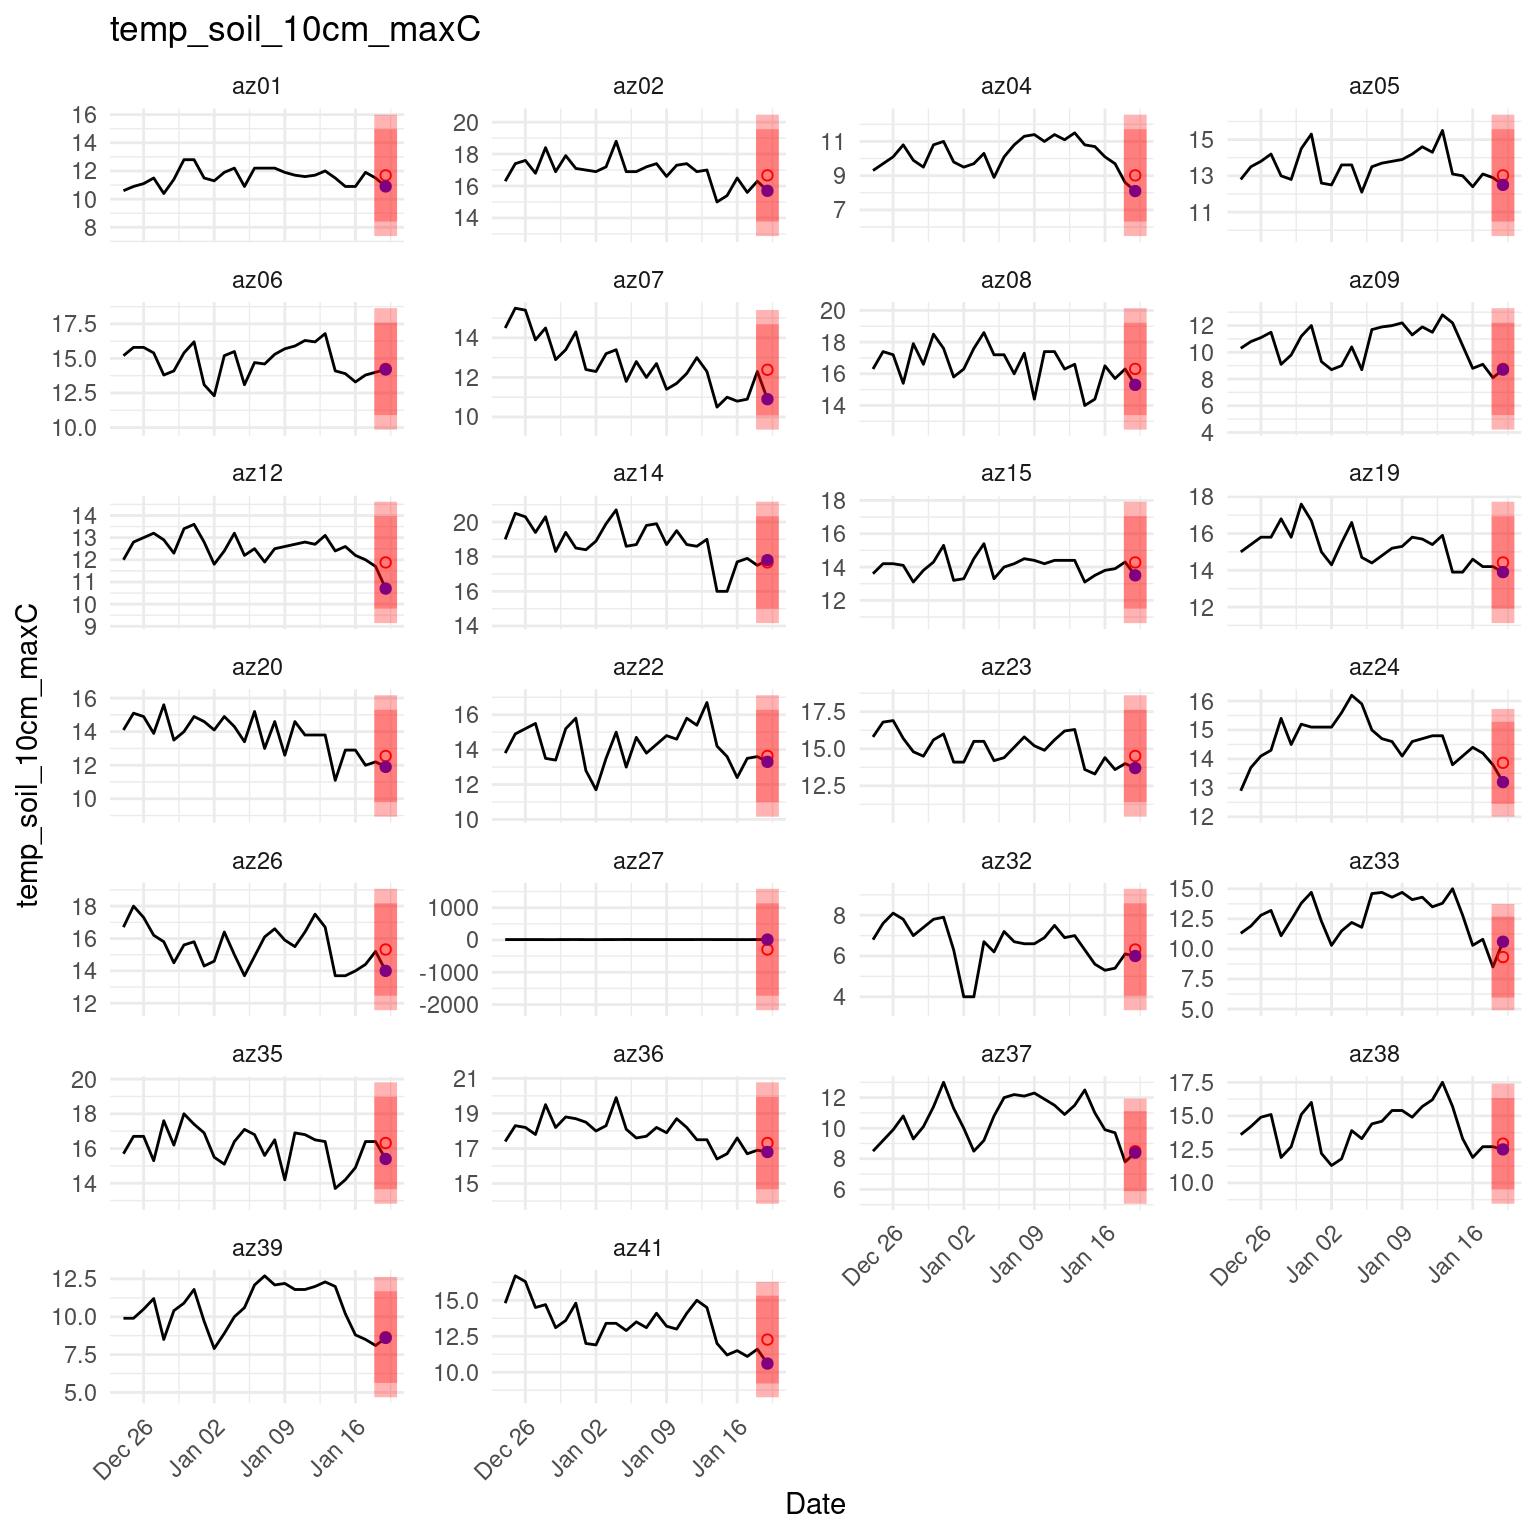 temp_soil_10cm_maxC
az01 az02 az04 az05
16 14 12 10 8
20 18 16 14
11 9 7
15 13 11
az06 az07 az08 az09
17.5 15.0 12.5 10.0
14 12 10
20 18 16 14
12 10 8 6 4
az12 az14 az15 az19
14 13 12 11 10 9
20 18 16 14
18 16 14 12
18 16 14 12
temp_soil_10cm_maxC
az20 az22 az23 az24
16 14 12 10
16 14 12 10
17.5 15.0 12.5
16 15 14 13 12
az26 az27 az32 az33
18 16 14 12
1000 0 -1000 -2000
8 6 4
15.0 12.5 10.0 7.5 5.0
az35 az36 az37 az38
20 18 16 14
21 19 17 15
12 10 8 6
17.5 15.0 12.5 10.0
Dec 26 Jan 02 Jan 09 Jan 16
Dec 26 Jan 02 Jan 09 Jan 16
az39 az41
12.5 10.0 7.5 5.0
15.0 12.5 10.0
Dec 26 Jan 02 Jan 09 Jan 16
Dec 26 Jan 02 Jan 09 Jan 16
Date